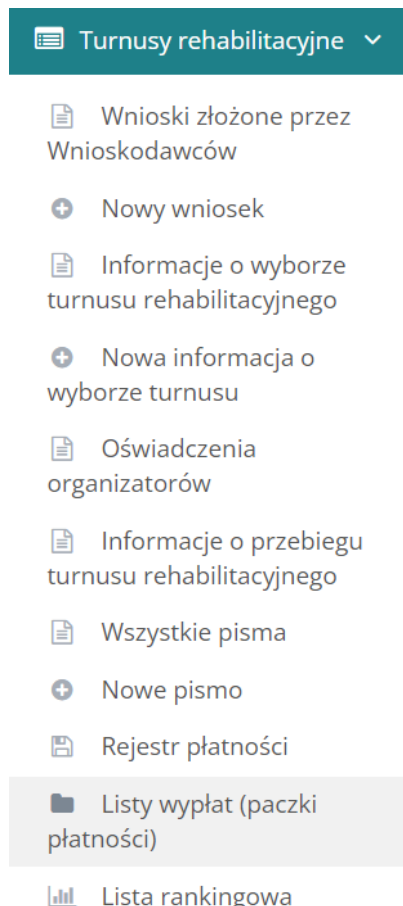 Turnusy rehabilitacyjne
Wnioski złożone przez
Wnioskodawców
Nowy wniosek
Informacje o wyborze
turnusu rehabilitacyjnego
Nowa informacja o
wyborze turnusu
Oświadczenia
organizatorów
Informacje o przebiegu
turnusu rehabilitacyjnego
Wszystkie pisma
Nowe pismo
Rejestr płatności
Listy wypłat (paczki
płatności)
Lista rankingowa